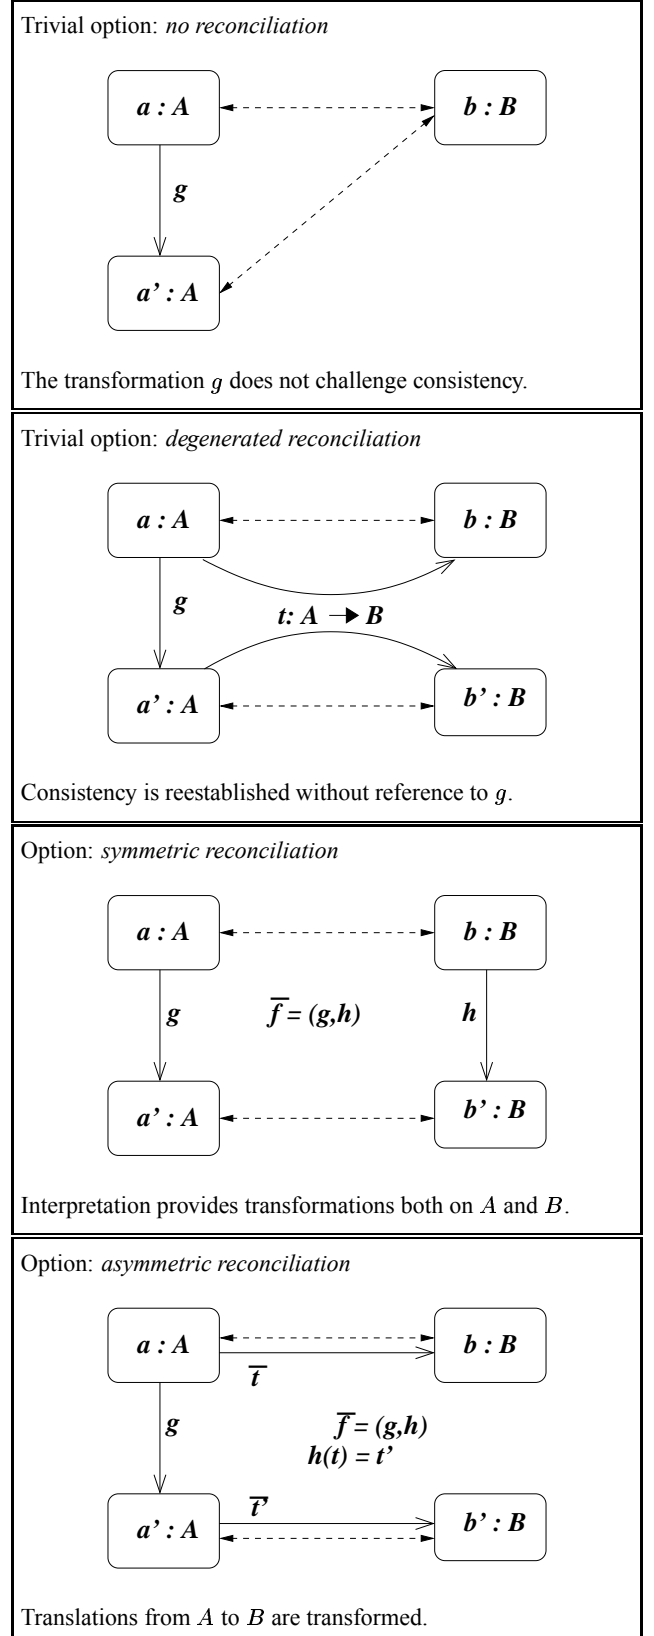 Trivial option: no reconciliation
a : A
b : B
g
a’ : A
The transformation g does not challenge consistency.
Trivial option: degenerated reconciliation
a : A
b : B
g
t: A → B
a’ : A
b’ : B
Consistency is reestablished without reference to g.
Option: symmetric reconciliation
a : A
b : B
g
f̅ = (g,h)
h
a’ : A
b’ : B
Interpretation provides transformations both on A and B.
Option: asymmetric reconciliation
a : A
b : B
t̅
g
f̅ = (g,h)
h(t) = t’
t̅’
a’ : A
b’ : B
Translations from A to B are transformed.